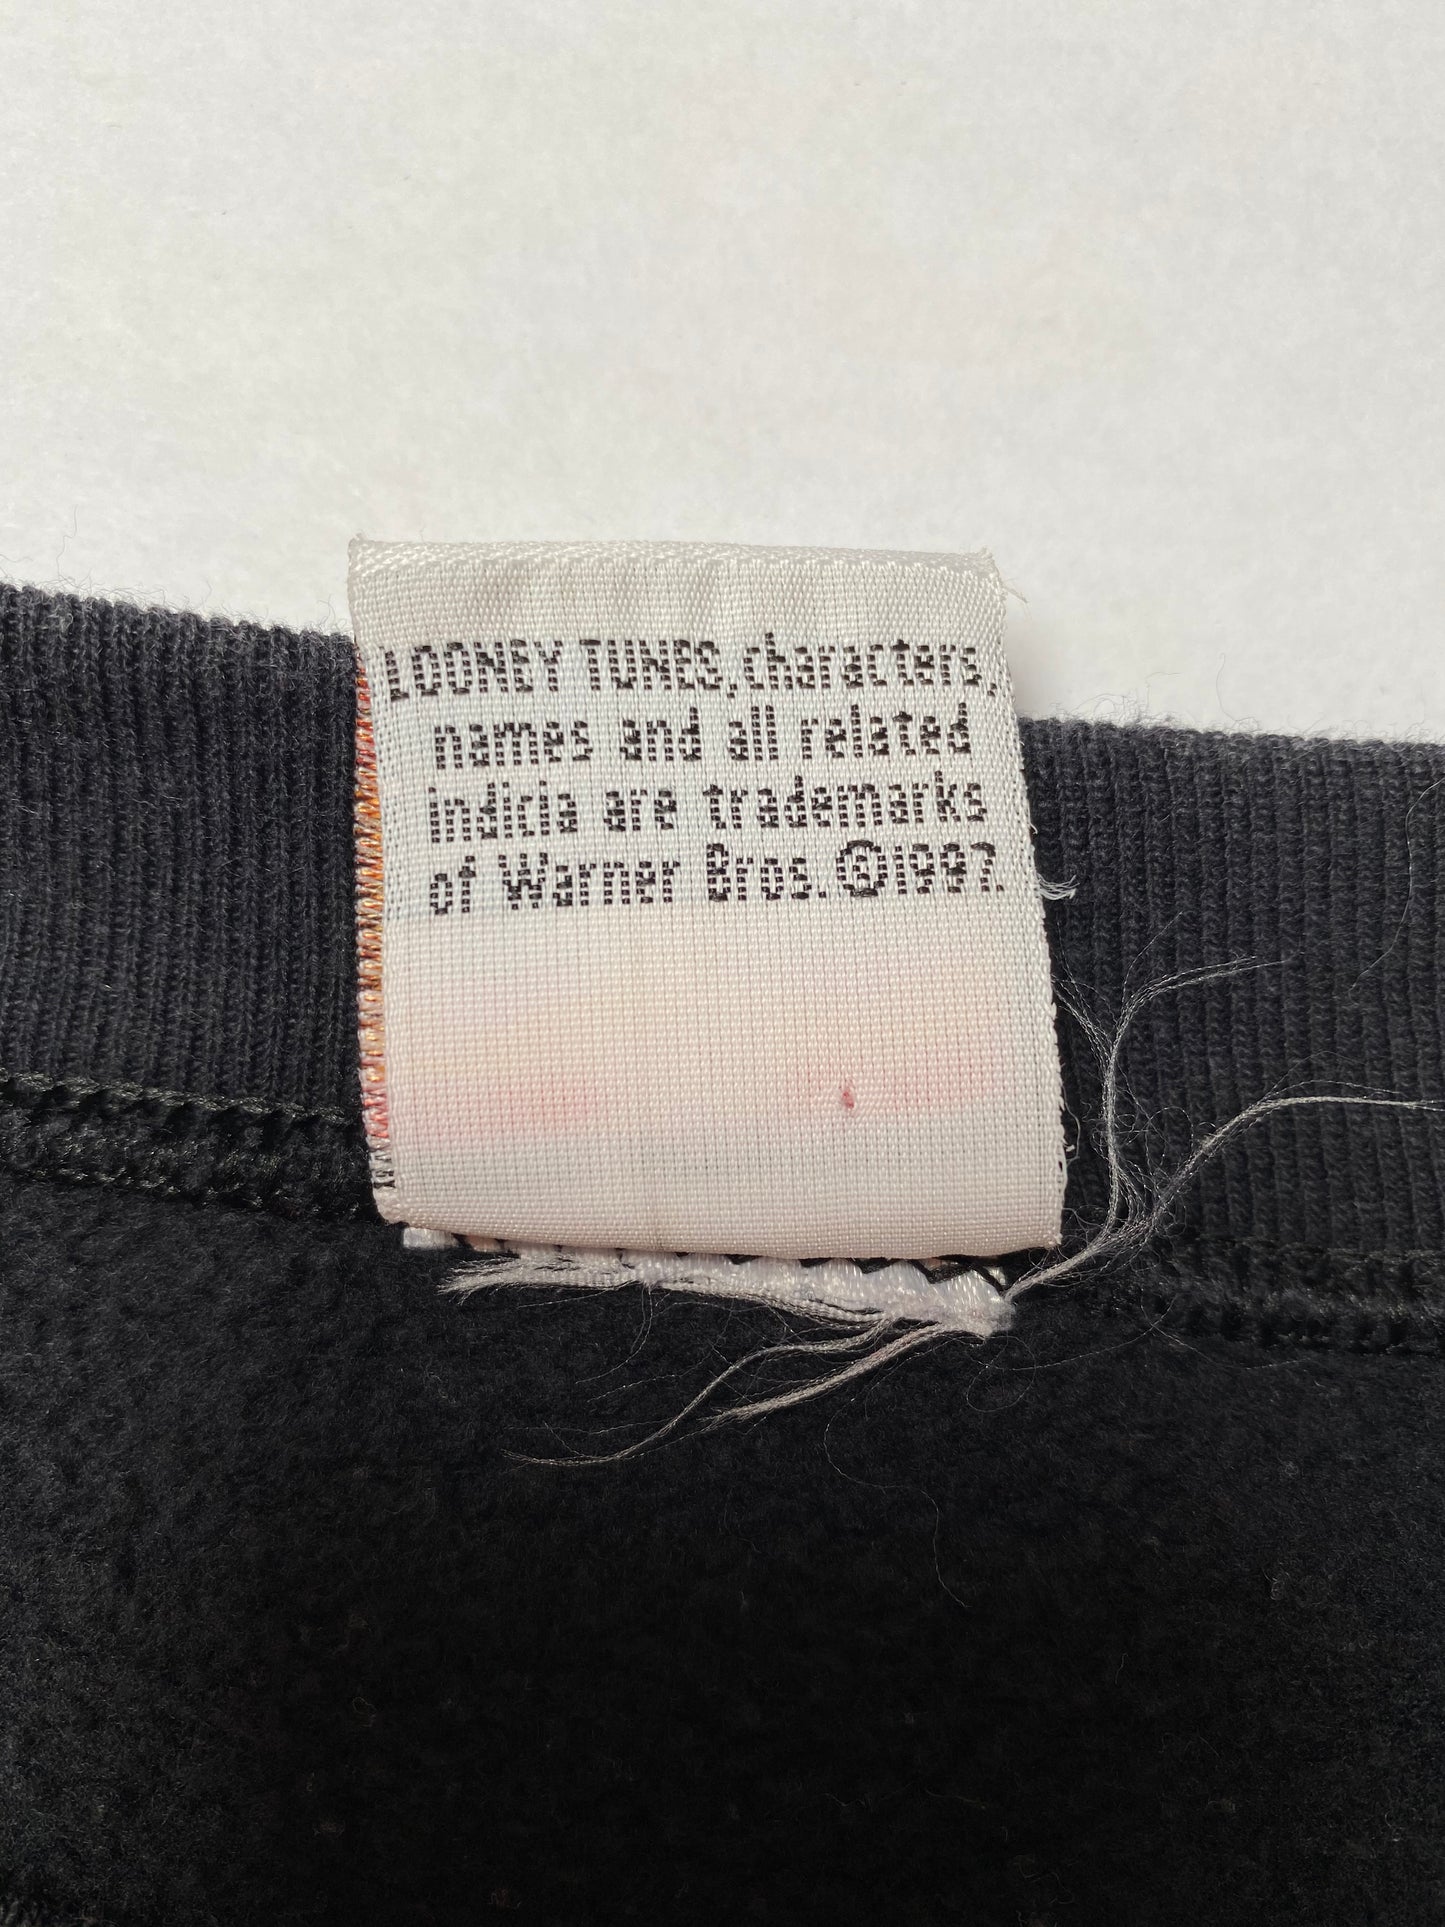 LOONEY TUNES, characters,
names and all related
indicia are trademarks
of Warner Bros. ©1997.